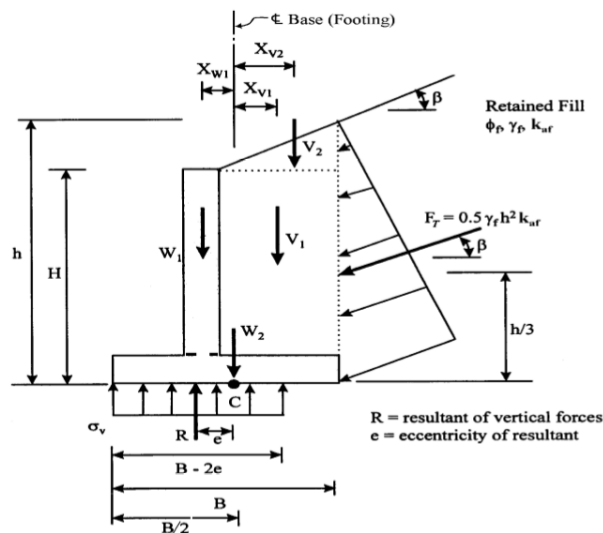 ℄ Base (Footing)
X_V2
X_W1
X_V1
β
Retained Fill
ϕ_f, γ_f, k_af
V_2
F_T = 0.5 γ_f h² k_af
β
h
H
W_1
V_1
h/3
W_2
C
σ_v
R
e
R = resultant of vertical forces
e = eccentricity of resultant
B - 2e
B
B/2